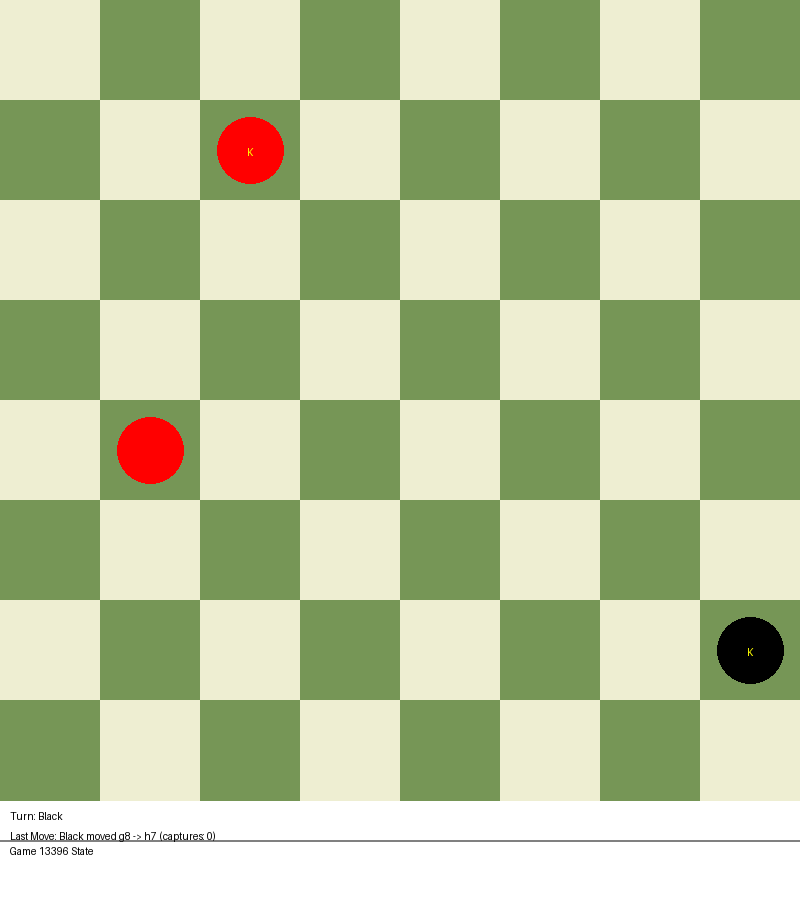 K
K
Turn: Black
Last Move: Black moved g8 -> h7 (captures: 0)
Game 13396 State